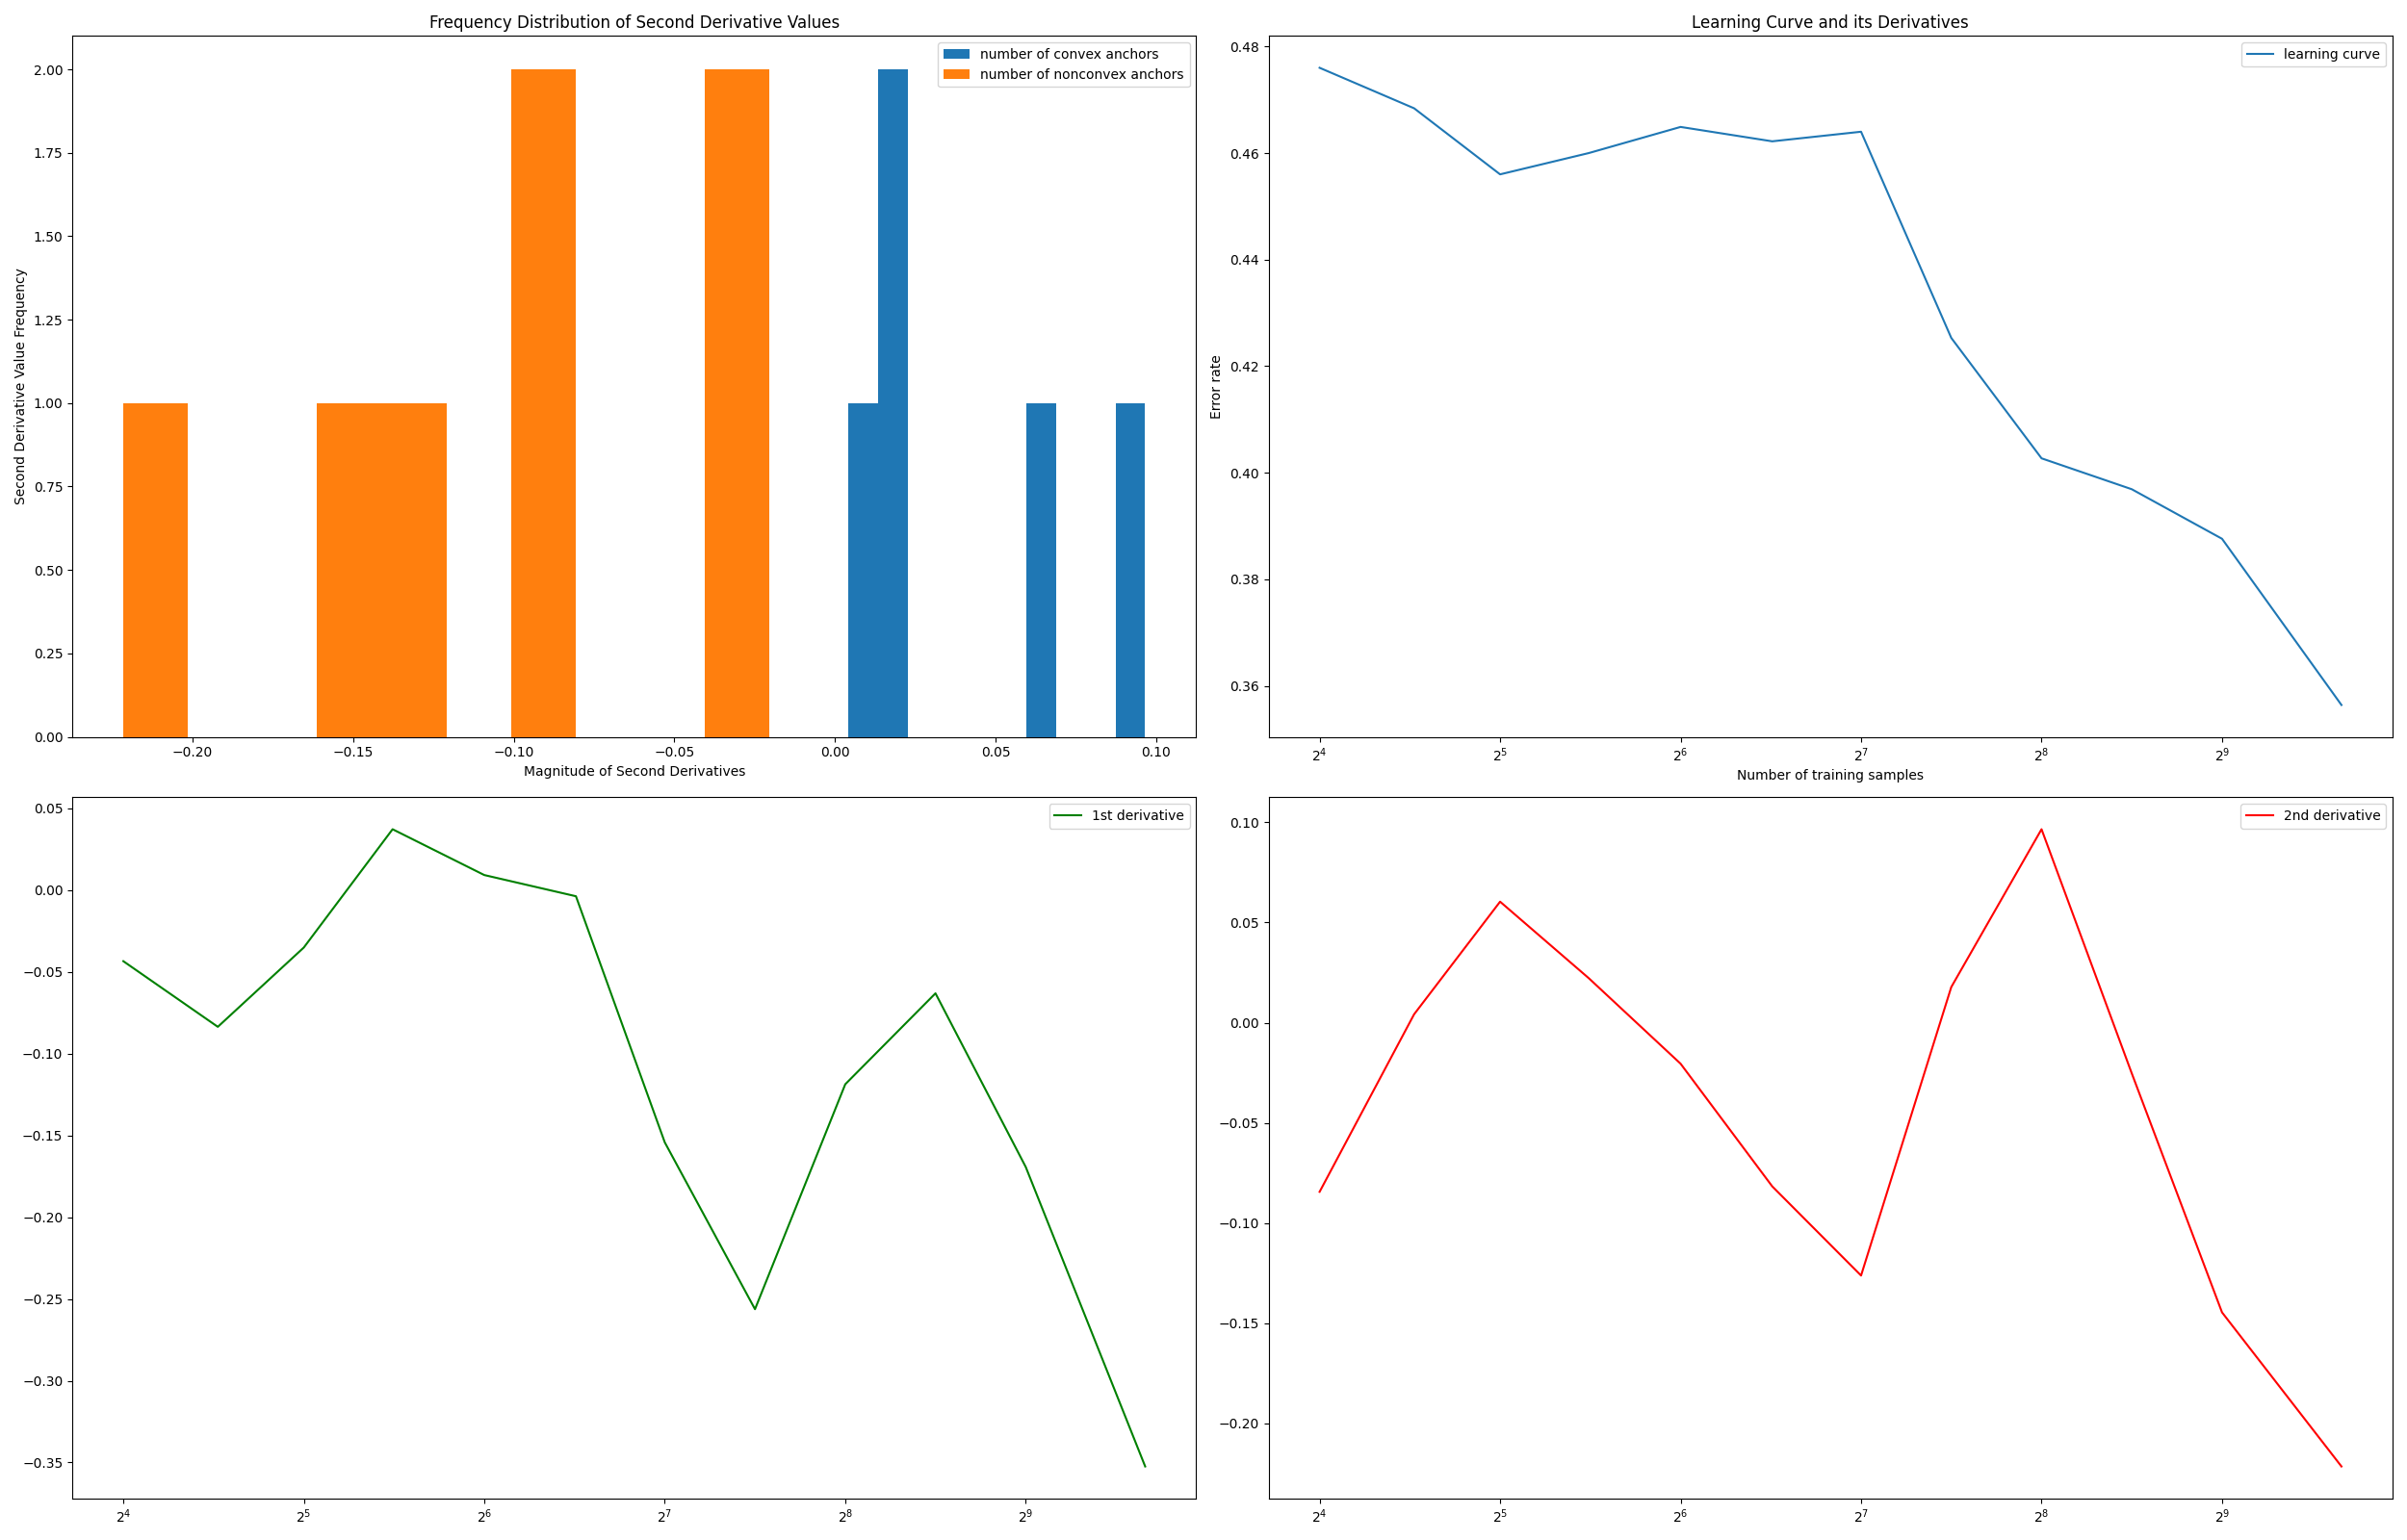 Frequency Distribution of Second Derivative Values
number of convex anchors
number of nonconvex anchors
2.00
1.75
1.50
1.25
1.00
0.75
0.50
0.25
0.00
Second Derivative Value Frequency
−0.20 −0.15 −0.10 −0.05 0.00 0.05 0.10
Magnitude of Second Derivatives
Learning Curve and its Derivatives
learning curve
0.48
0.46
0.44
0.42
0.40
0.38
0.36
Error rate
2⁴ 2⁵ 2⁶ 2⁷ 2⁸ 2⁹
Number of training samples
1st derivative
0.05
0.00
−0.05
−0.10
−0.15
−0.20
−0.25
−0.30
−0.35
2⁴ 2⁵ 2⁶ 2⁷ 2⁸ 2⁹
2nd derivative
0.10
0.05
0.00
−0.05
−0.10
−0.15
−0.20
2⁴ 2⁵ 2⁶ 2⁷ 2⁸ 2⁹